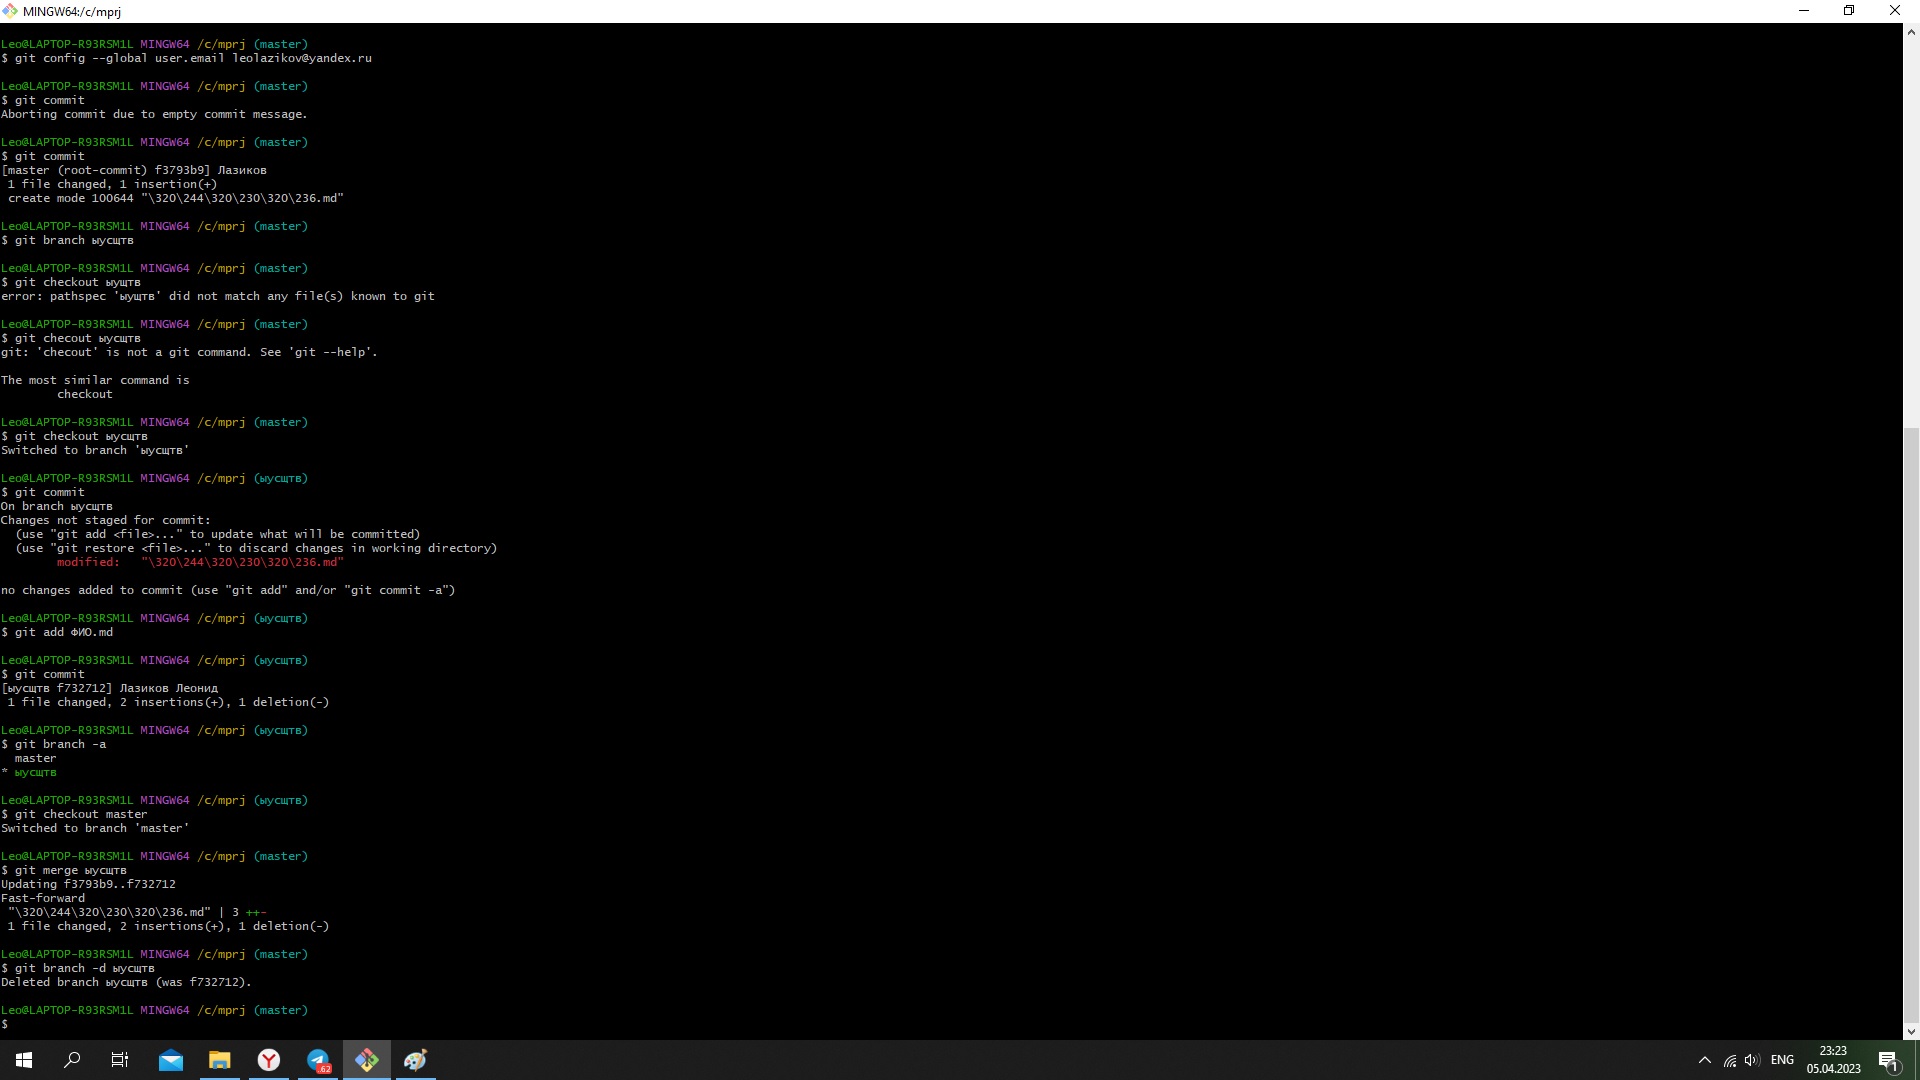 MINGW64:/c/mprj
Leo@LAPTOP-R93RSM1L MINGW64 /c/mprj (master)
$ git config --global user.email leolazikov@yandex.ru
Leo@LAPTOP-R93RSM1L MINGW64 /c/mprj (master)
$ git commit
Aborting commit due to empty commit message.
Leo@LAPTOP-R93RSM1L MINGW64 /c/mprj (master)
$ git commit
[master (root-commit) f3793b9] Лазиков
1 file changed, 1 insertion(+)
create mode 100644 "\320\244\320\230\320\236.md"
Leo@LAPTOP-R93RSM1L MINGW64 /c/mprj (master)
$ git branch ыусщтв
Leo@LAPTOP-R93RSM1L MINGW64 /c/mprj (master)
$ git checkout ыущтв
error: pathspec 'ыущтв' did not match any file(s) known to git
Leo@LAPTOP-R93RSM1L MINGW64 /c/mprj (master)
$ git checout ыусщтв
git: 'checout' is not a git command. See 'git --help'.
The most similar command is
checkout
Leo@LAPTOP-R93RSM1L MINGW64 /c/mprj (master)
$ git checkout ыусщтв
Switched to branch 'ыусщтв'
Leo@LAPTOP-R93RSM1L MINGW64 /c/mprj (ыусщтв)
$ git commit
On branch ыусщтв
Changes not staged for commit:
(use "git add <file>..." to update what will be committed)
(use "git restore <file>..." to discard changes in working directory)
modified:   "\320\244\320\230\320\236.md"
no changes added to commit (use "git add" and/or "git commit -a")
Leo@LAPTOP-R93RSM1L MINGW64 /c/mprj (ыусщтв)
$ git add ФИО.md
Leo@LAPTOP-R93RSM1L MINGW64 /c/mprj (ыусщтв)
$ git commit
[ыусщтв f732712] Лазиков Леонид
1 file changed, 2 insertions(+), 1 deletion(-)
Leo@LAPTOP-R93RSM1L MINGW64 /c/mprj (ыусщтв)
$ git branch -a
master
* ыусщтв
Leo@LAPTOP-R93RSM1L MINGW64 /c/mprj (ыусщтв)
$ git checkout master
Switched to branch 'master'
Leo@LAPTOP-R93RSM1L MINGW64 /c/mprj (master)
$ git merge ыусщтв
Updating f3793b9..f732712
Fast-forward
"\320\244\320\230\320\236.md" | 3 ++-
1 file changed, 2 insertions(+), 1 deletion(-)
Leo@LAPTOP-R93RSM1L MINGW64 /c/mprj (master)
$ git branch -d ыусщтв
Deleted branch ыусщтв (was f732712).
Leo@LAPTOP-R93RSM1L MINGW64 /c/mprj (master)
$
62
ENG
23:23
05.04.2023
1